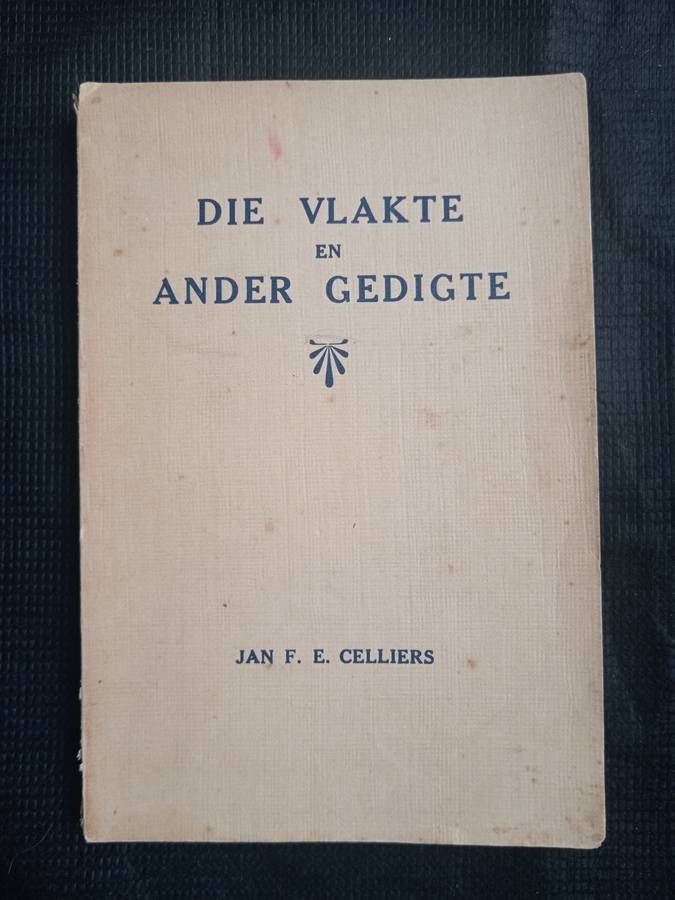 DIE VLAKTE
EN
ANDER GEDIGTE
JAN F. E. CELLIERS